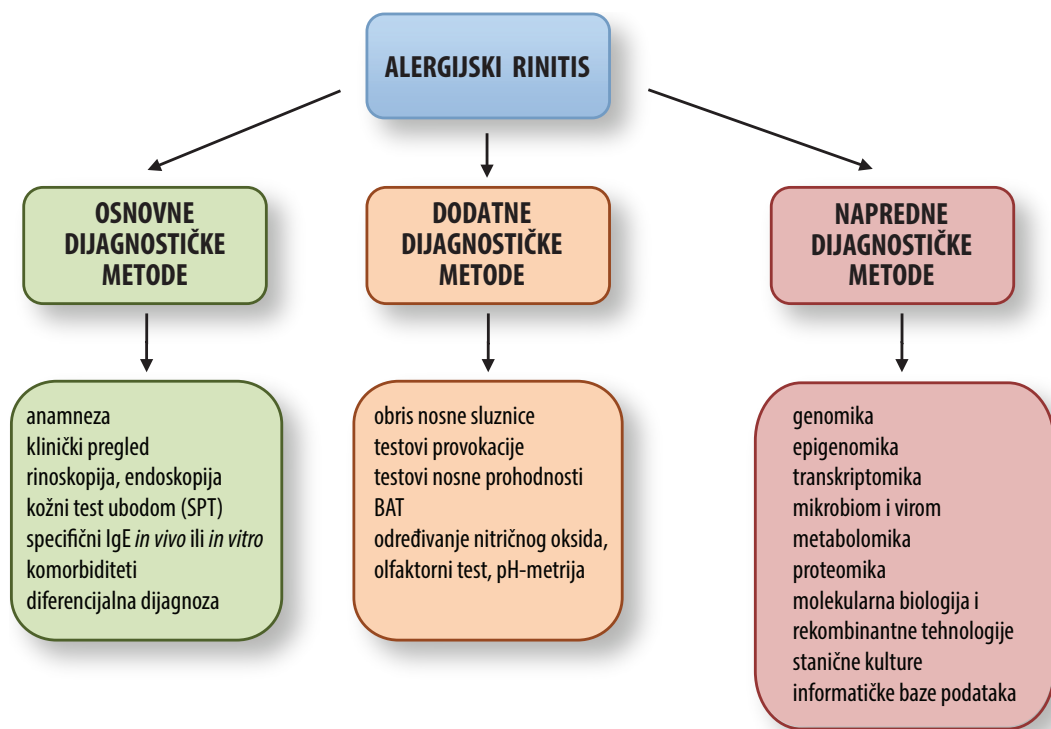 ALERGIJSKI RINITIS
OSNOVNE
DIJAGNOSTIČKE
METODE
DODATNE
DIJAGNOSTIČKE
METODE
NAPREDNE
DIJAGNOSTIČKE
METODE
anamneza
klinički pregled
rinoskopija, endoskopija
kožni test ubodom (SPT)
specifični IgE in vivo ili in vitro
komorbiditeti
diferencijalna dijagnoza
obris nosne sluznice
testovi provokacije
testovi nosne prohodnosti
BAT
određivanje nitričnog oksida,
olfaktorni test, pH-metrija
genomika
epigenomika
transkriptomika
mikrobiom i virom
metabolomika
proteomika
molekularna biologija i
rekombinantne tehnologije
stanične kulture
informatičke baze podataka